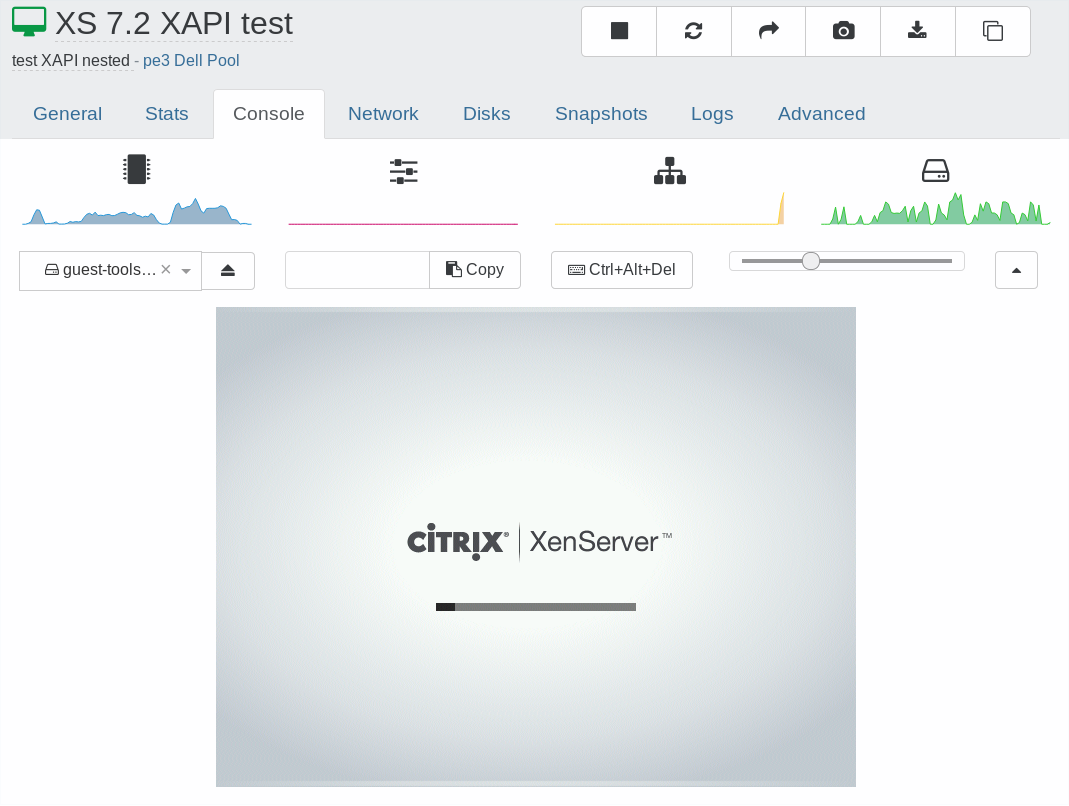 XS 7.2 XAPI test
test XAPI nested - pe3 Dell Pool
General Stats Console Network Disks Snapshots Logs Advanced
guest-tools... × Copy Ctrl+Alt+Del
CITRIX® XenServer™